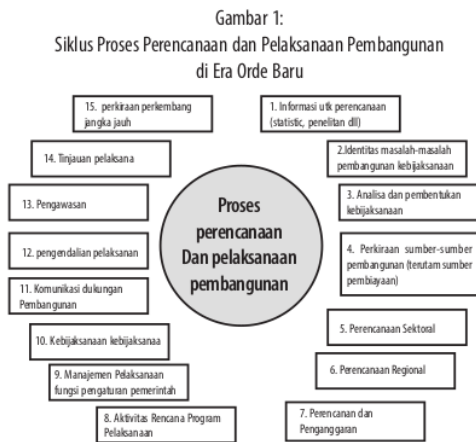 Gambar 1:
Siklus Proses Perencanaan dan Pelaksanaan Pembangunan
di Era Orde Baru
15. perkiraan perkembang
jangka jauh
1. Informasi utk perencanaan
(statistic, penelitan dll)
14. Tinjauan pelaksana
2.Identitas masalah-masalah
pembangunan kebijaksanaan
13. Pengawasan
3. Analisa dan pembentukan
kebijaksanaan
Proses
perencanaan
Dan pelaksanaan
pembangunan
12. pengendalian pelaksanan
4. Perkiraan sumber-sumber
pembangunan (terutam sumber
pembiayaan)
11. Komunikasi dukungan
Pembangunan
10. Kebijaksanaan kebijaksanaa
5. Perencanaan Sektoral
9. Manajemen Pelaksanaan
fungsi pengaturan pemerintah
6. Perencanaan Regional
8. Aktivitas Rencana Program
Pelaksanaan
7. Perencanan dan
Penganggaran